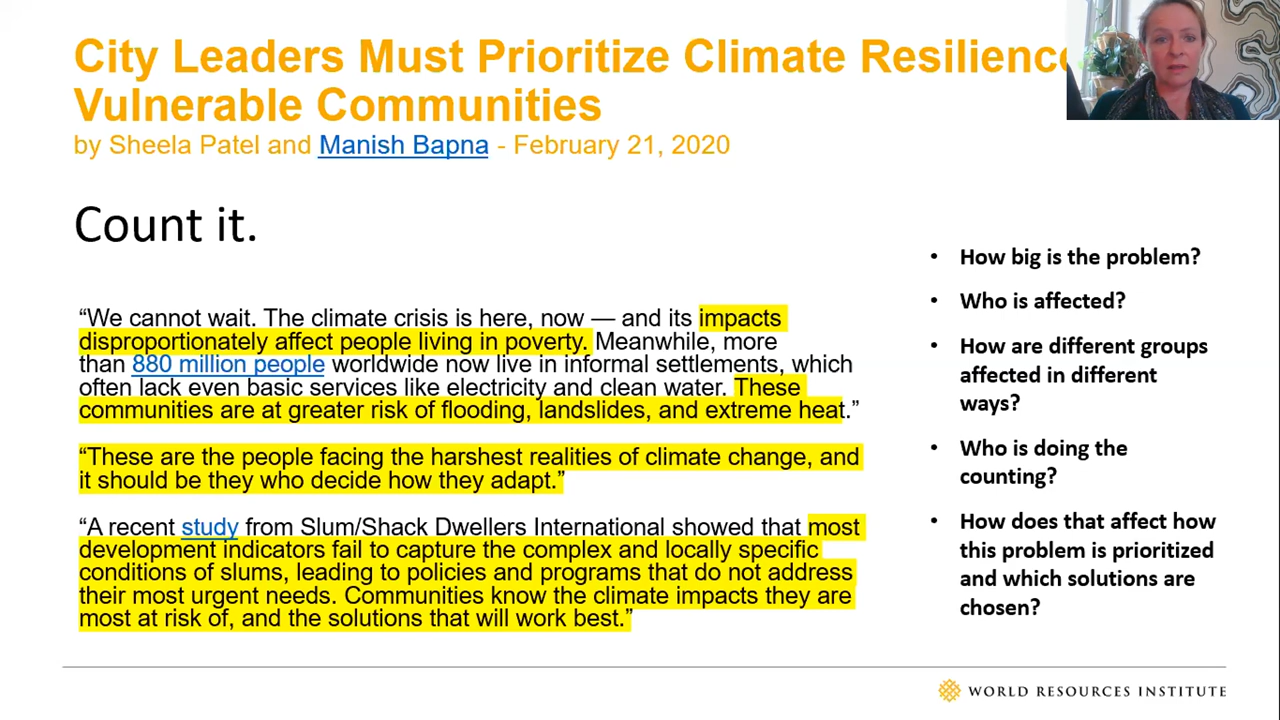 City Leaders Must Prioritize Climate Resilience
Vulnerable Communities
by Sheela Patel and Manish Bapna - February 21, 2020
Count it.
“We cannot wait. The climate crisis is here, now — and its impacts
disproportionately affect people living in poverty. Meanwhile, more
than 880 million people worldwide now live in informal settlements, which
often lack even basic services like electricity and clean water. These
communities are at greater risk of flooding, landslides, and extreme heat.”
“These are the people facing the harshest realities of climate change, and
it should be they who decide how they adapt.”
“A recent study from Slum/Shack Dwellers International showed that most
development indicators fail to capture the complex and locally specific
conditions of slums, leading to policies and programs that do not address
their most urgent needs. Communities know the climate impacts they are
most at risk of, and the solutions that will work best.”
• How big is the problem?
• Who is affected?
• How are different groups
affected in different
ways?
• Who is doing the
counting?
• How does that affect how
this problem is prioritized
and which solutions are
chosen?
WORLD RESOURCES INSTITUTE